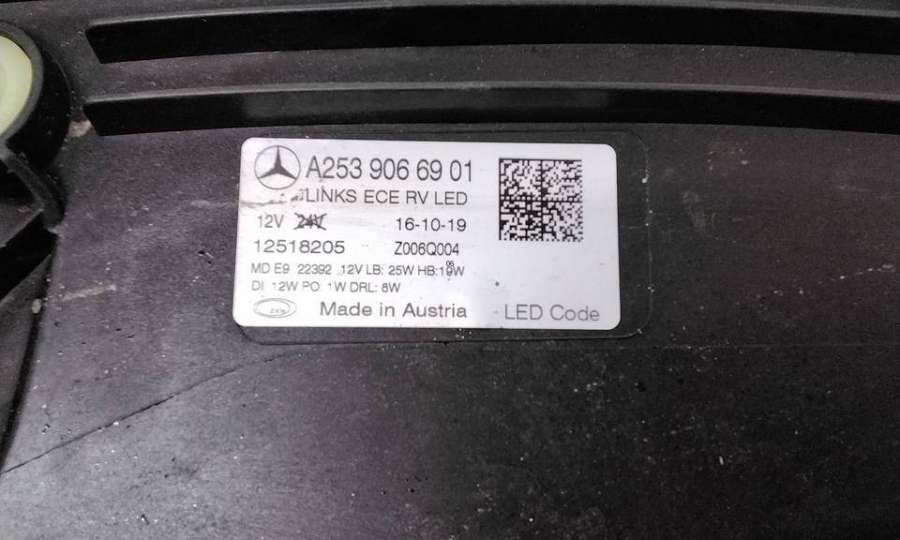 A253 906 69 01
LINKS ECE RV LED
12V 24V 16-10-19
12518205 Z006Q004
MD E9 22392 12V LB: 25W HB: 19W
DI 12W PO 1W DRL: 8W
Made in Austria LED Code